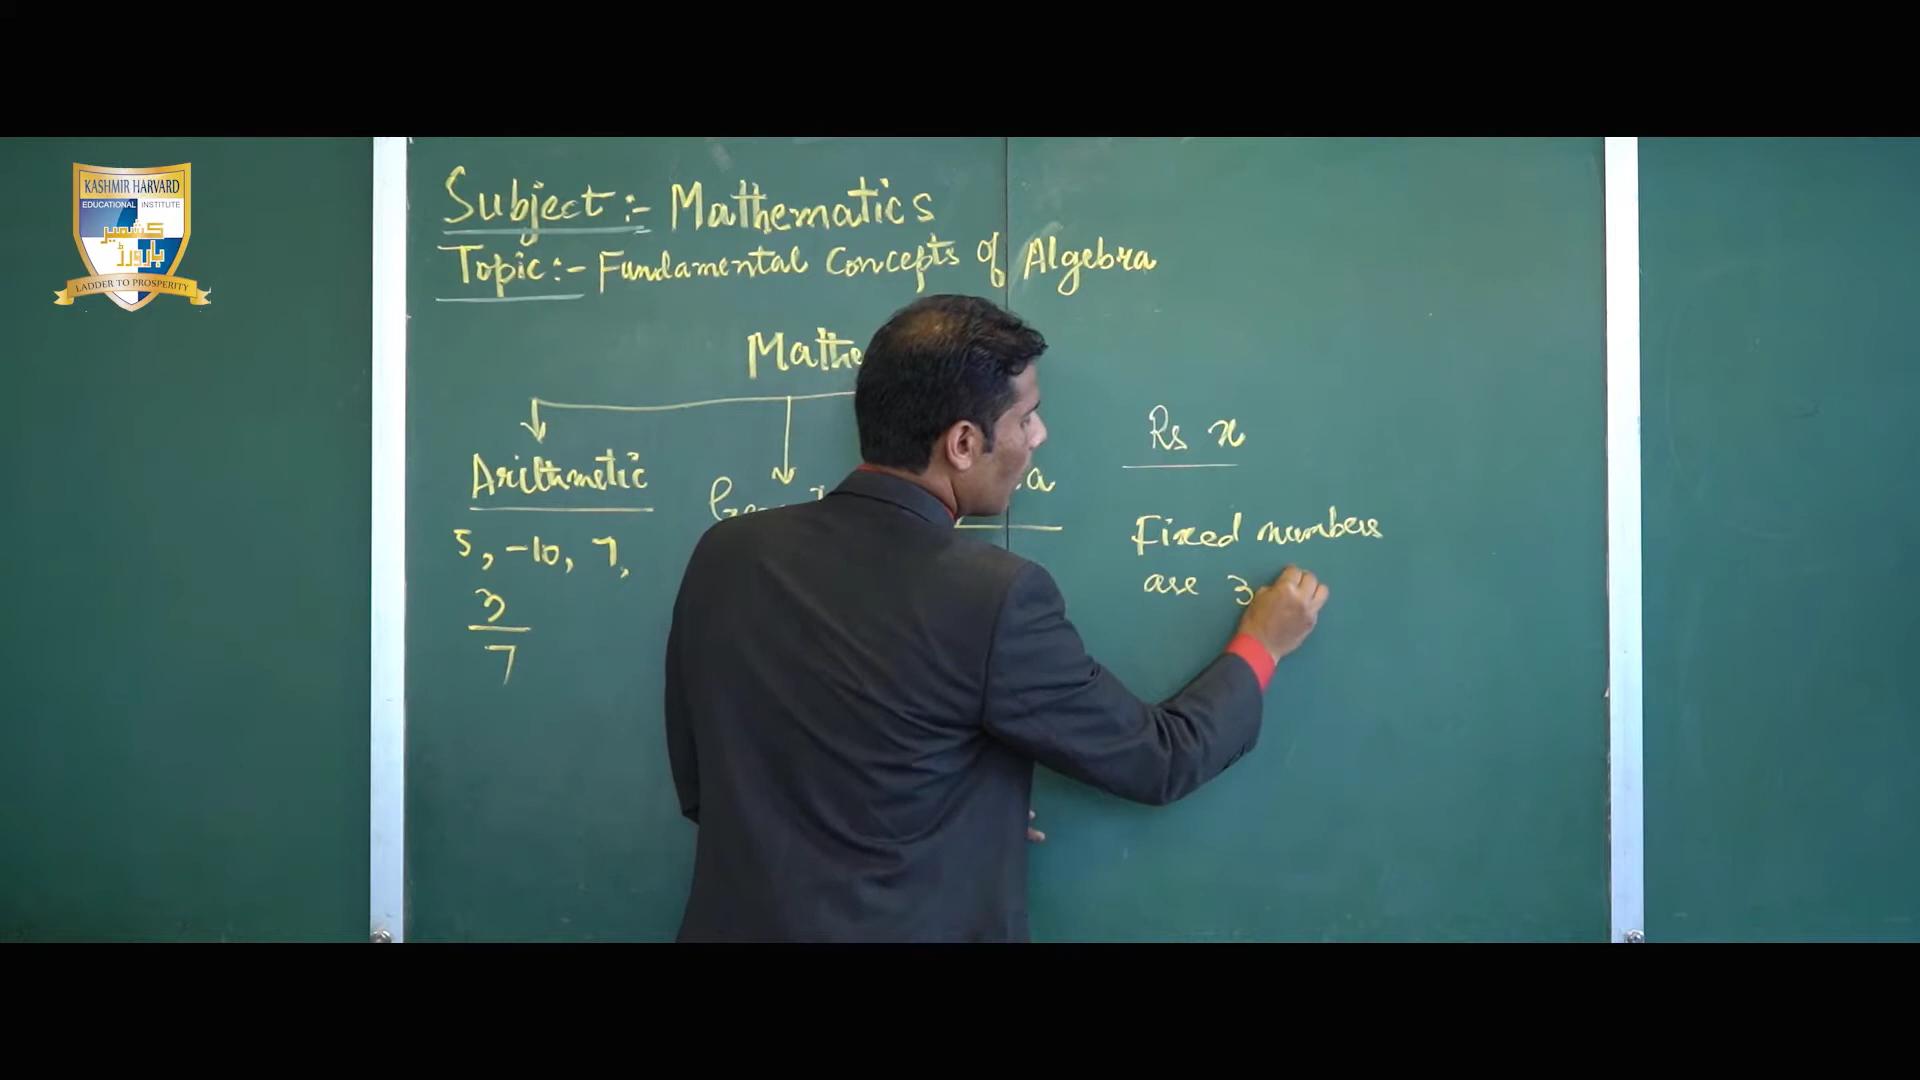 KASHMIR HARVARD
EDUCATIONAL INSTITUTE
کشمیر
ہارورڈ
LADDER TO PROSPERITY
Subject :- Mathematics
Topic :- Fundamental Concepts of Algebra
Arithmetic
5, -10, 7,
3
7
Rs x
Fixed numbers
are 3